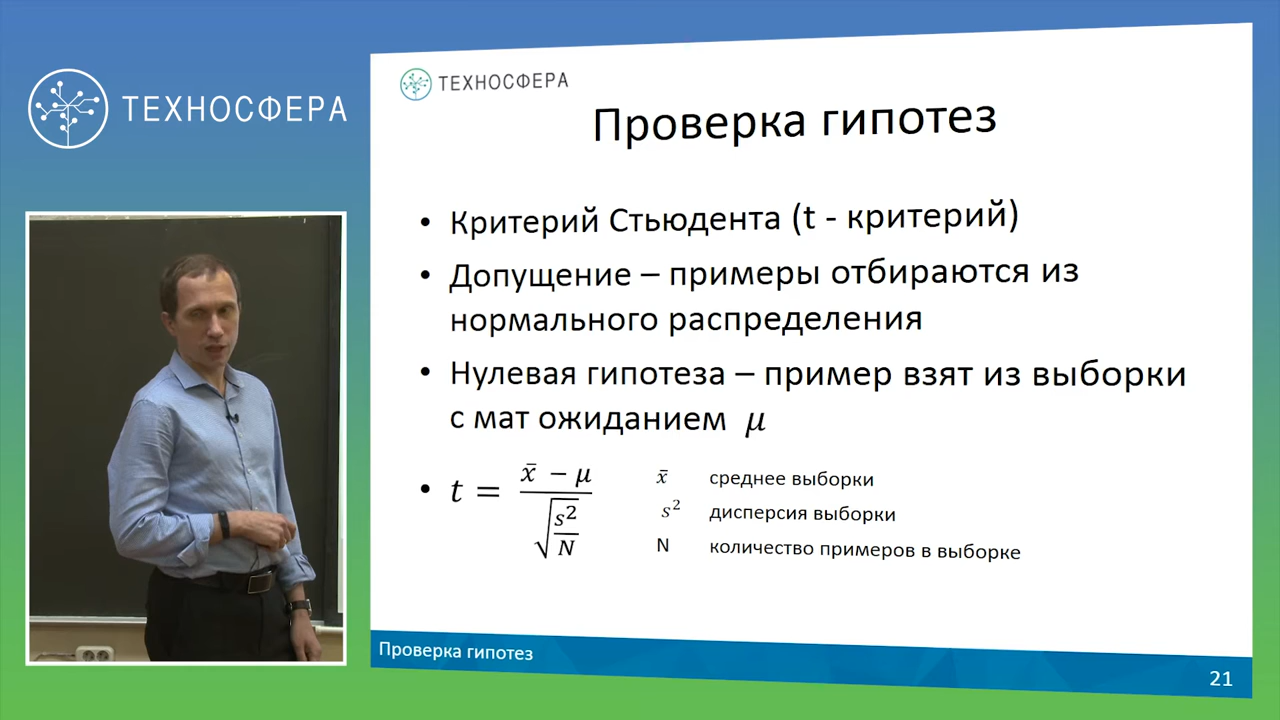 ТЕХНОСФЕРА
ТЕХНОСФЕРА
Проверка гипотез
• Критерий Стьюдента (t - критерий)
• Допущение – примеры отбираются из
нормального распределения
• Нулевая гипотеза – пример взят из выборки
с мат ожиданием μ
• t = (x̄ − μ) / √(s²/N)
x̄ среднее выборки
s² дисперсия выборки
N количество примеров в выборке
Проверка гипотез
21